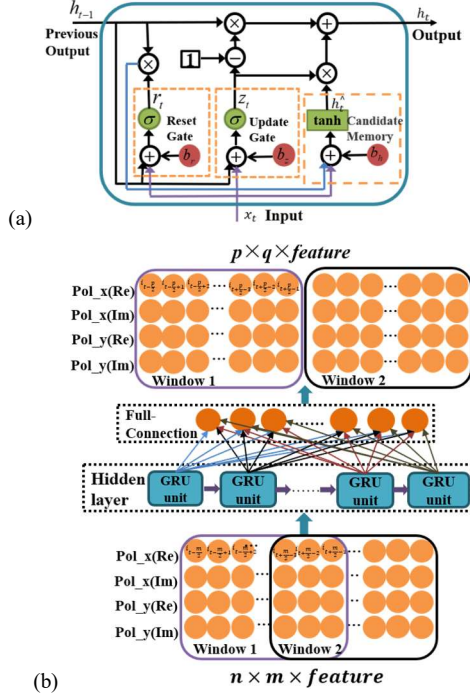 h_{t-1}
h_t
Previous Output
Output
×
×
+
1
−
×
r_t
z_t
h_t^
σ
Reset Gate
σ
Update Gate
tanh
Candidate Memory
+
b_r
+
b_z
+
b_h
x_t Input
(a)
p×q×feature
Pol_x(Re)
Pol_x(Im)
Pol_y(Re)
Pol_y(Im)
Window 1
Window 2
Full-Connection
Hidden layer
GRU unit
GRU unit
GRU unit
GRU unit
Pol_x(Re)
Pol_x(Im)
Pol_y(Re)
Pol_y(Im)
Window 1
Window 2
(b)
n×m×feature